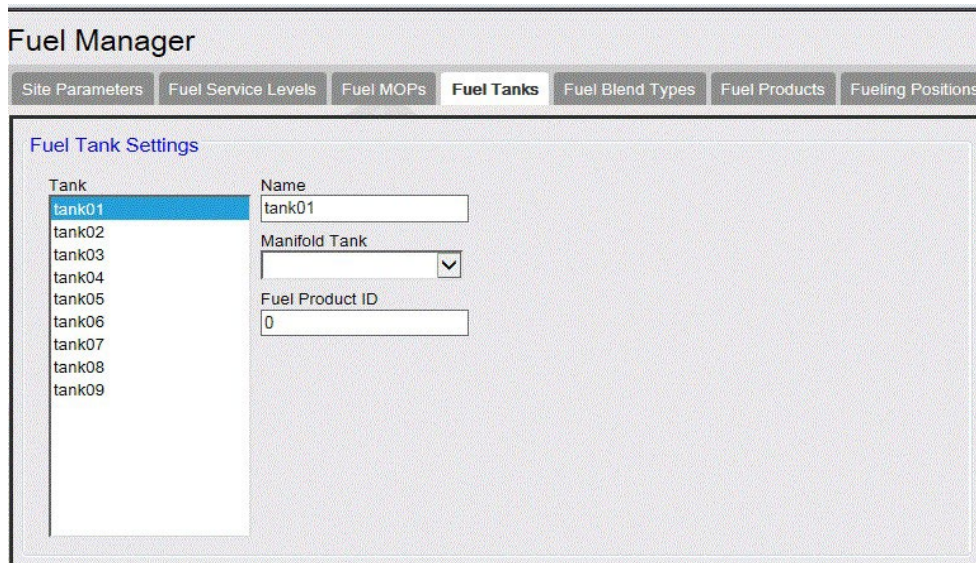 Fuel Manager
Site Parameters Fuel Service Levels Fuel MOPs Fuel Tanks Fuel Blend Types Fuel Products Fueling Positions
Fuel Tank Settings
Tank
tank01
tank02
tank03
tank04
tank05
tank06
tank07
tank08
tank09
Name
tank01
Manifold Tank
Fuel Product ID
0